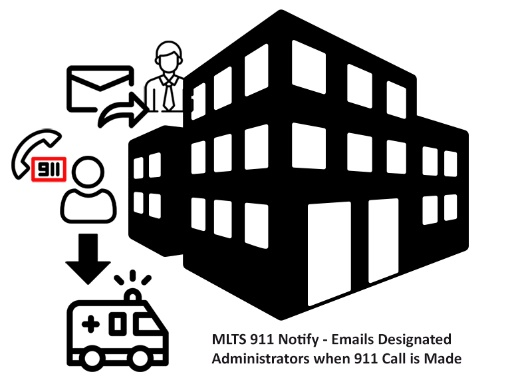 911
MLTS 911 Notify - Emails Designated
Administrators when 911 Call is Made